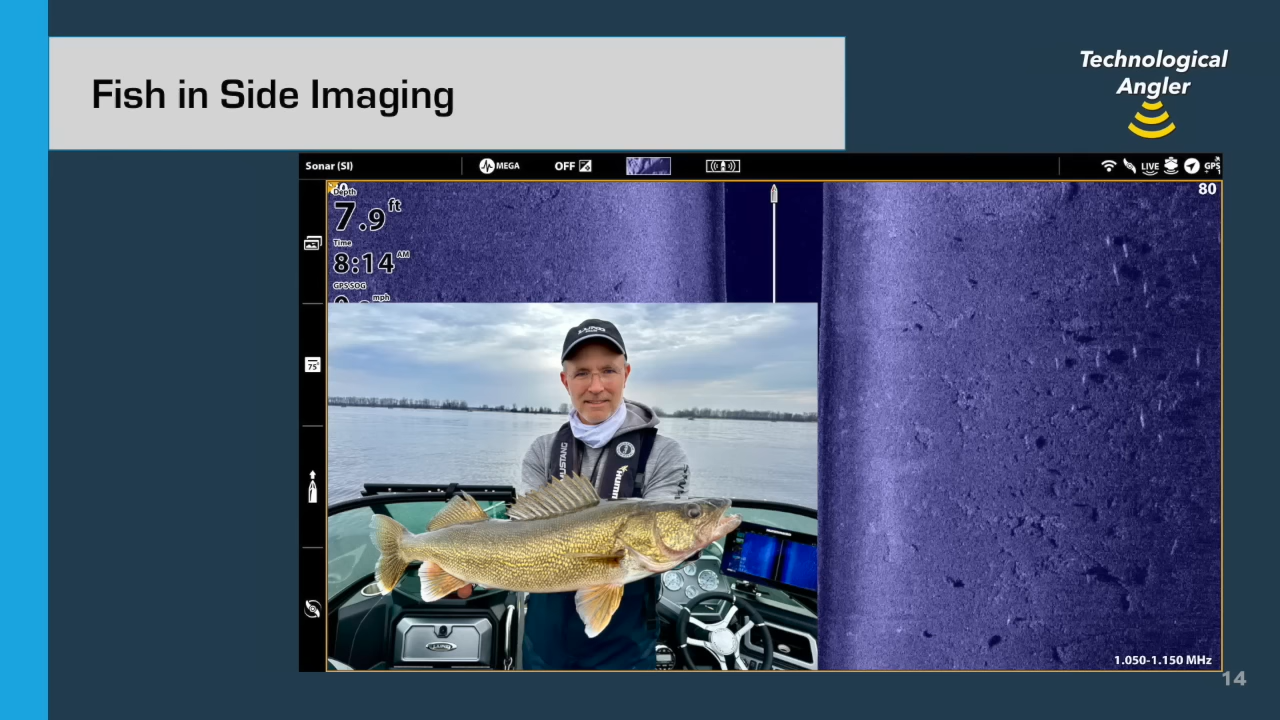 Fish in Side Imaging
Technological
Angler
Sonar (SI)
MEGA
OFF
LIVE
GPS
80
Depth
7.9 ft
Time
8:14 AM
GPS SOG
mph
75°
MUSTANG
1.050-1.150 MHz
14